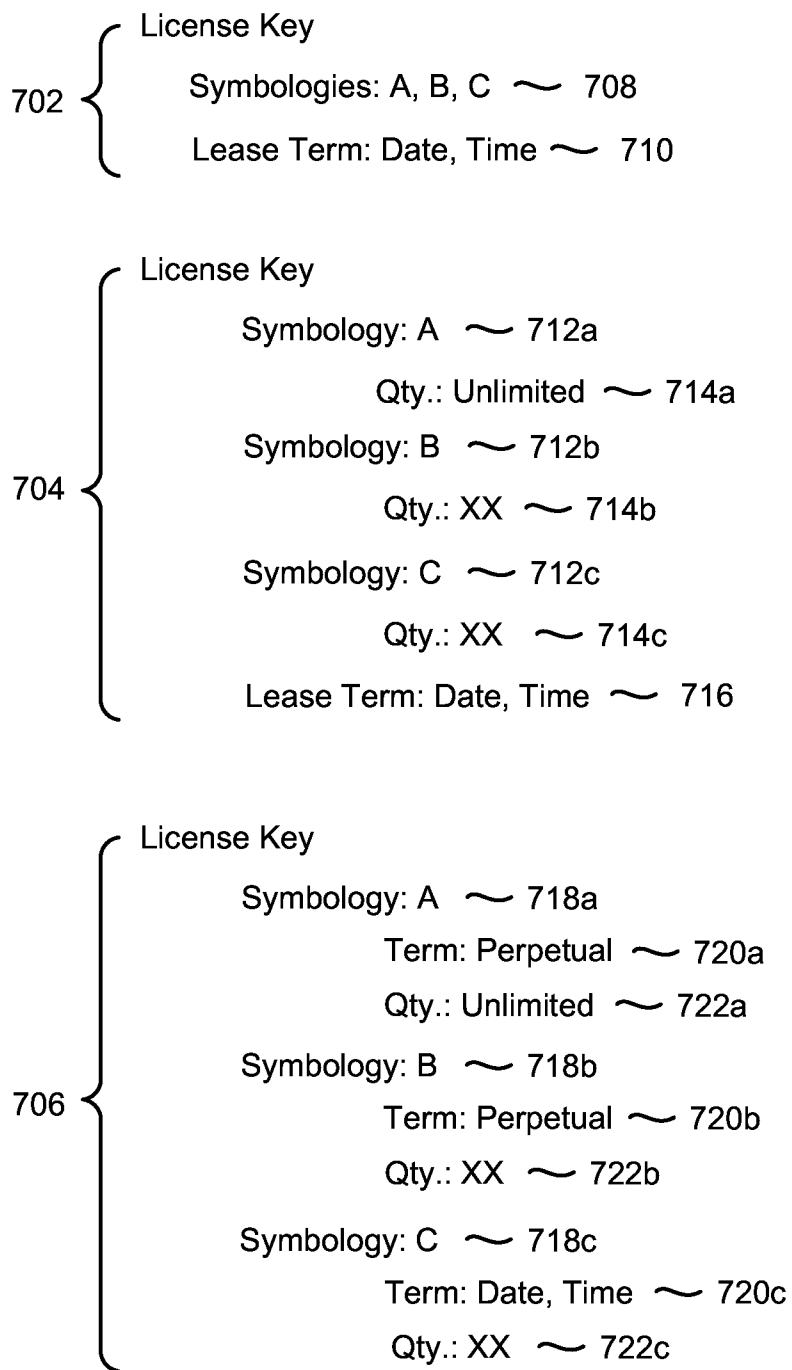 License Key
702
Symbologies: A, B, C 708
Lease Term: Date, Time 710
License Key
Symbology: A 712a
Qty.: Unlimited 714a
Symbology: B 712b
704
Qty.: XX 714b
Symbology: C 712c
Qty.: XX 714c
Lease Term: Date, Time 716
License Key
Symbology: A 718a
Term: Perpetual 720a
Qty.: Unlimited 722a
Symbology: B 718b
706
Term: Perpetual 720b
Qty.: XX 722b
Symbology: C 718c
Term: Date, Time 720c
Qty.: XX 722c